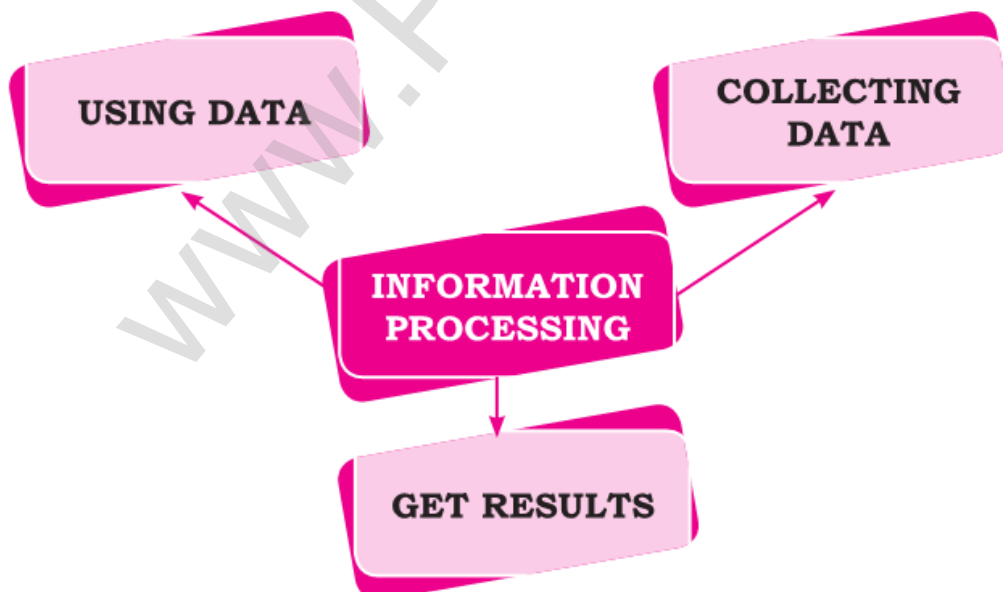 USING DATA
COLLECTING
DATA
INFORMATION
PROCESSING
GET RESULTS